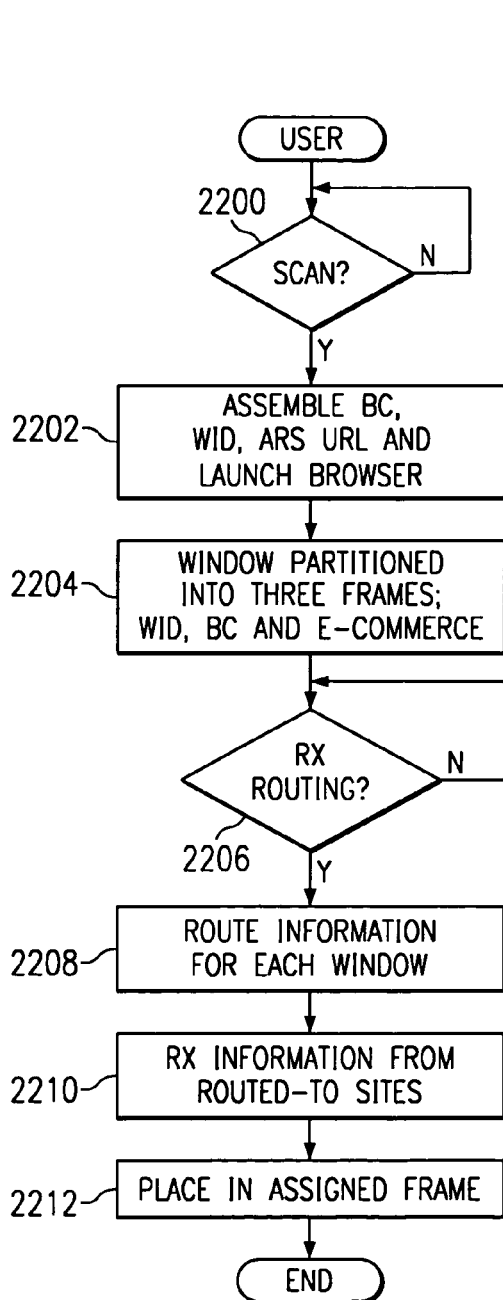 USER
2200
SCAN?
N
Y
2202
ASSEMBLE BC,
WID, ARS URL AND
LAUNCH BROWSER
2204
WINDOW PARTITIONED
INTO THREE FRAMES;
WID, BC AND E-COMMERCE
RX
ROUTING?
N
2206
Y
2208
ROUTE INFORMATION
FOR EACH WINDOW
2210
RX INFORMATION FROM
ROUTED-TO SITES
2212
PLACE IN ASSIGNED FRAME
END